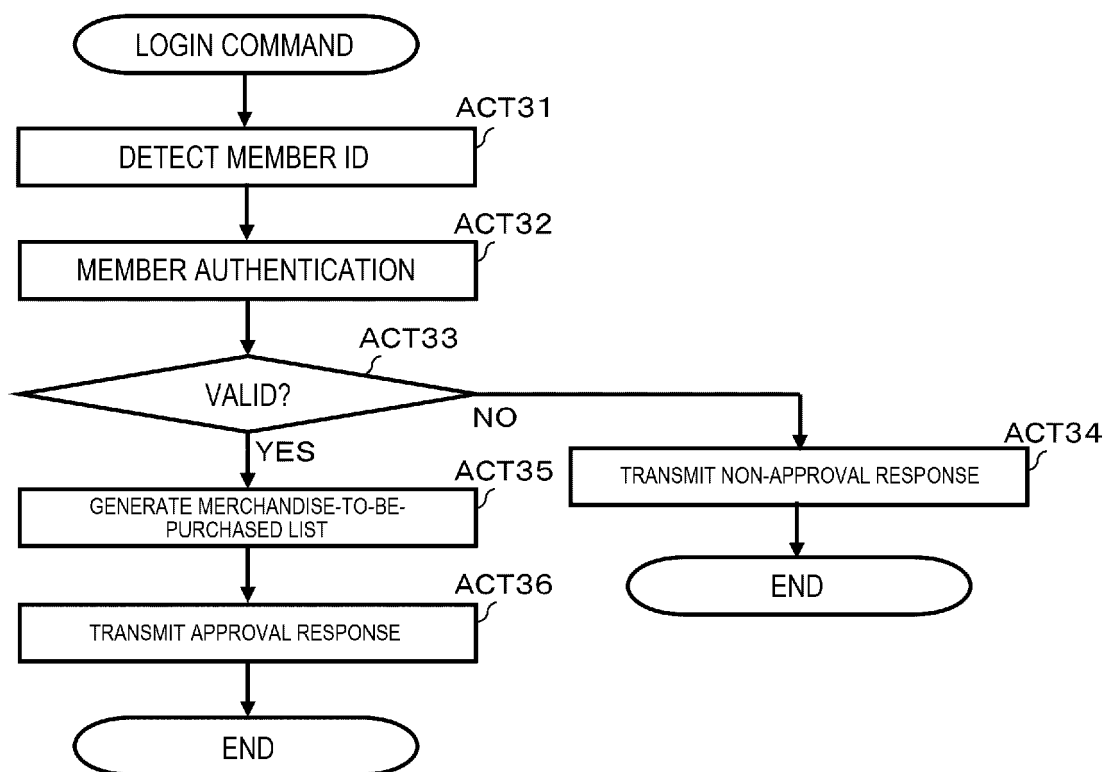 LOGIN COMMAND
ACT31
DETECT MEMBER ID
ACT32
MEMBER AUTHENTICATION
ACT33
VALID?
NO
YES
ACT34
TRANSMIT NON-APPROVAL RESPONSE
END
ACT35
GENERATE MERCHANDISE-TO-BE-
PURCHASED LIST
ACT36
TRANSMIT APPROVAL RESPONSE
END